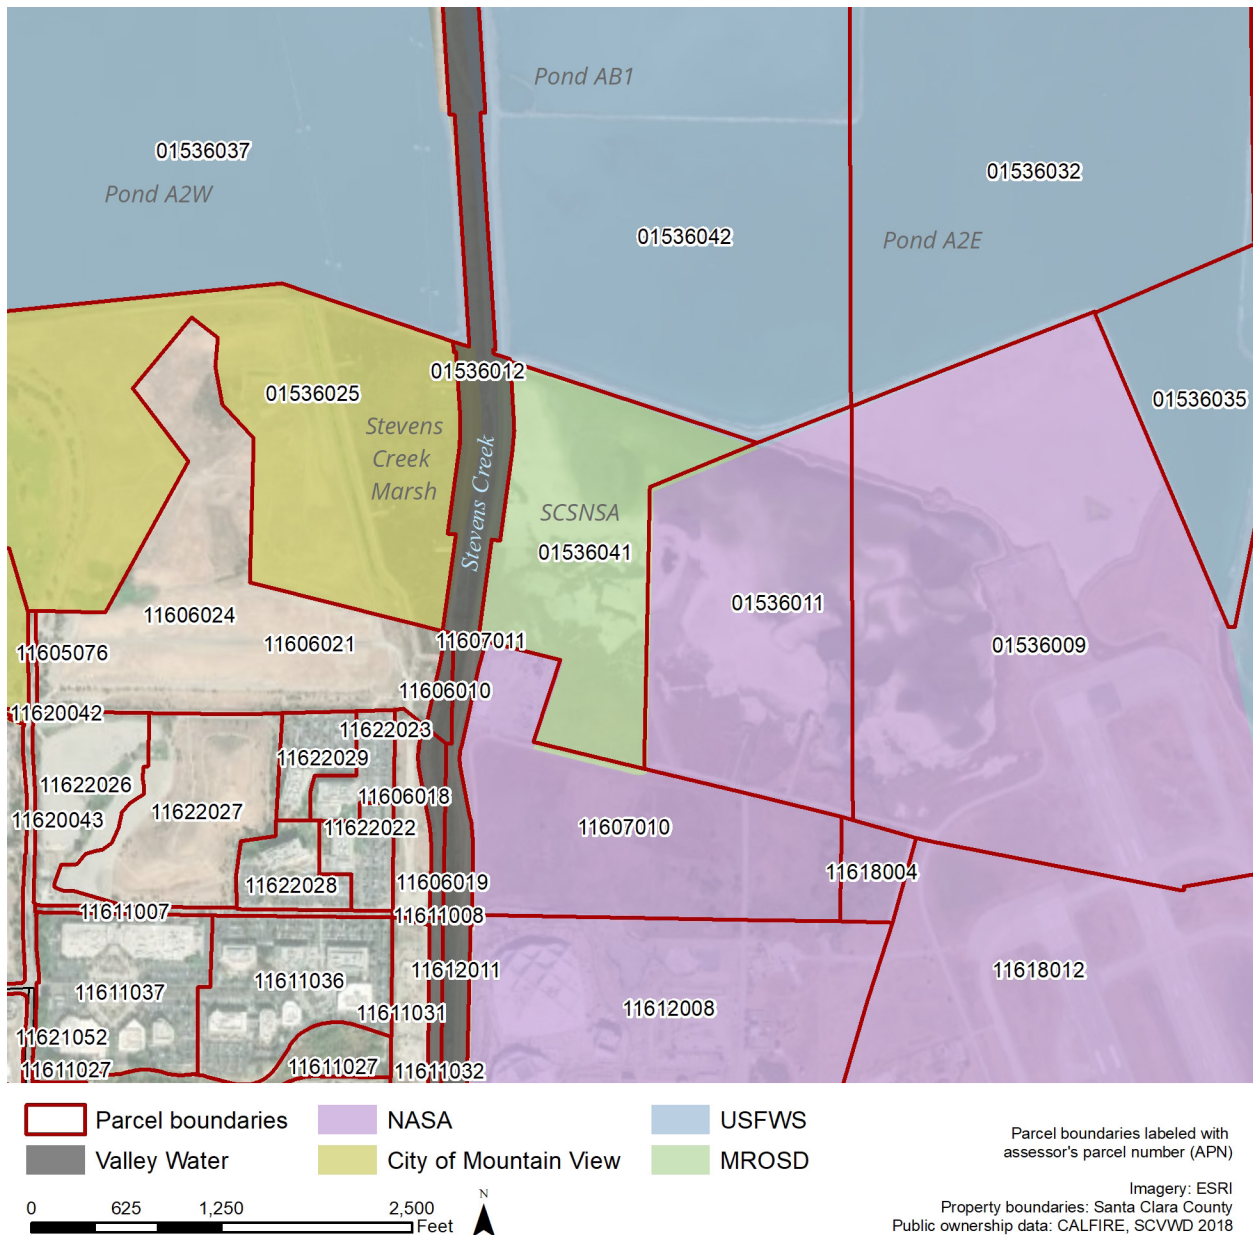 Pond AB1
01536037
01536032
Pond A2W
01536042
Pond A2E
01536012
01536025
01536035
Stevens
Creek
Marsh
Stevens Creek
SCSNSA
01536041
01536011
11606024
11606021
11607011
01536009
11605076
11606010
11620042
11622023
11622029
11622026
11606018
11622027
11620043
11622022
11607010
11618004
11622028
11606019
11611007
11611008
11612011
11618012
11611036
11611037
11611031
11612008
11621052
11611027
11611027
11611032
Parcel boundaries
NASA
USFWS
Valley Water
City of Mountain View
MROSD
Parcel boundaries labeled with
assessor's parcel number (APN)
Imagery: ESRI
Property boundaries: Santa Clara County
Public ownership data: CALFIRE, SCVWD 2018
0 625 1,250 2,500
Feet
N